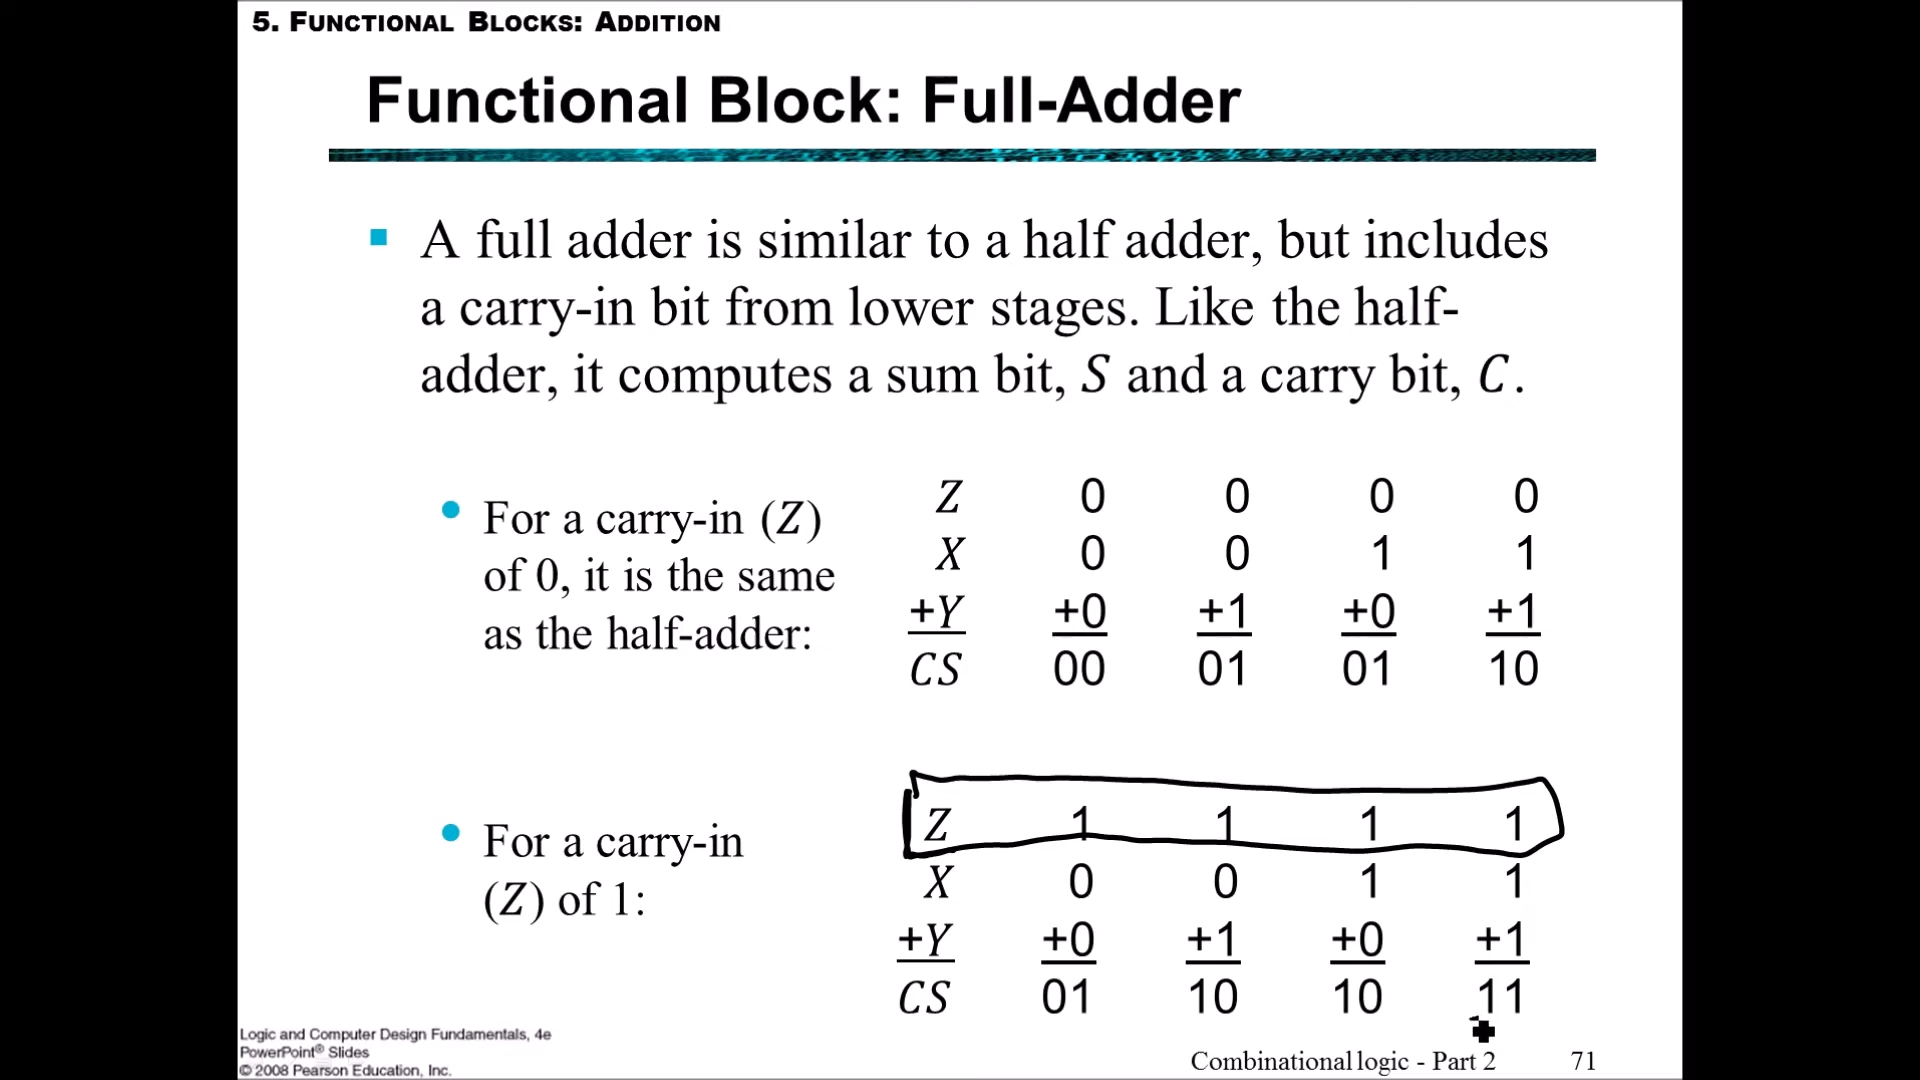 5. FUNCTIONAL BLOCKS: ADDITION
Functional Block: Full-Adder
A full adder is similar to a half adder, but includes
a carry-in bit from lower stages. Like the half-
adder, it computes a sum bit, S and a carry bit, C.
For a carry-in (Z)
of 0, it is the same
as the half-adder:
Z 0 0 0 0
X 0 0 1 1
+Y +0 +1 +0 +1
CS 00 01 01 10
For a carry-in
(Z) of 1:
Z 1 1 1 1
X 0 0 1 1
+Y +0 +1 +0 +1
CS 01 10 10 11
Logic and Computer Design Fundamentals, 4e
PowerPoint® Slides
© 2008 Pearson Education, Inc.
Combinational logic - Part 2 71